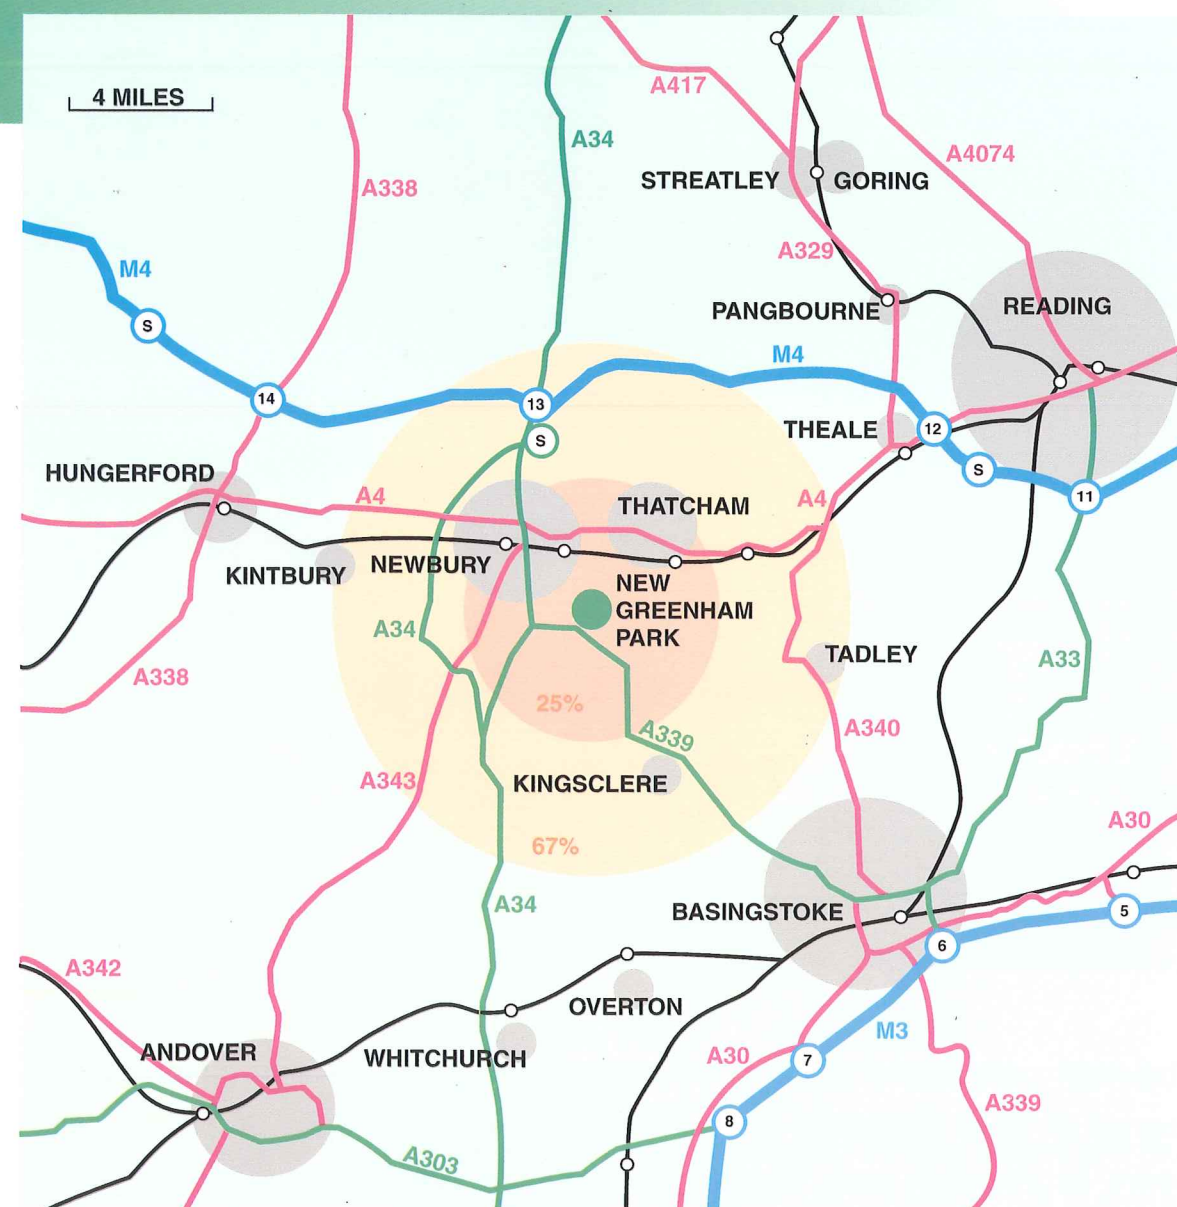 4 MILES
A417
A34
A4074
A338
STREATLEY
GORING
A329
M4
S
PANGBOURNE
READING
M4
14
13
S
THEALE
12
S
11
HUNGERFORD
A4
THATCHAM
A4
KINTBURY
NEWBURY
NEW
GREENHAM
PARK
A34
TADLEY
A33
A338
25%
A339
A340
A343
KINGSCLERE
67%
A30
A34
BASINGSTOKE
5
6
A342
OVERTON
M3
ANDOVER
WHITCHURCH
A30
7
A339
8
A303